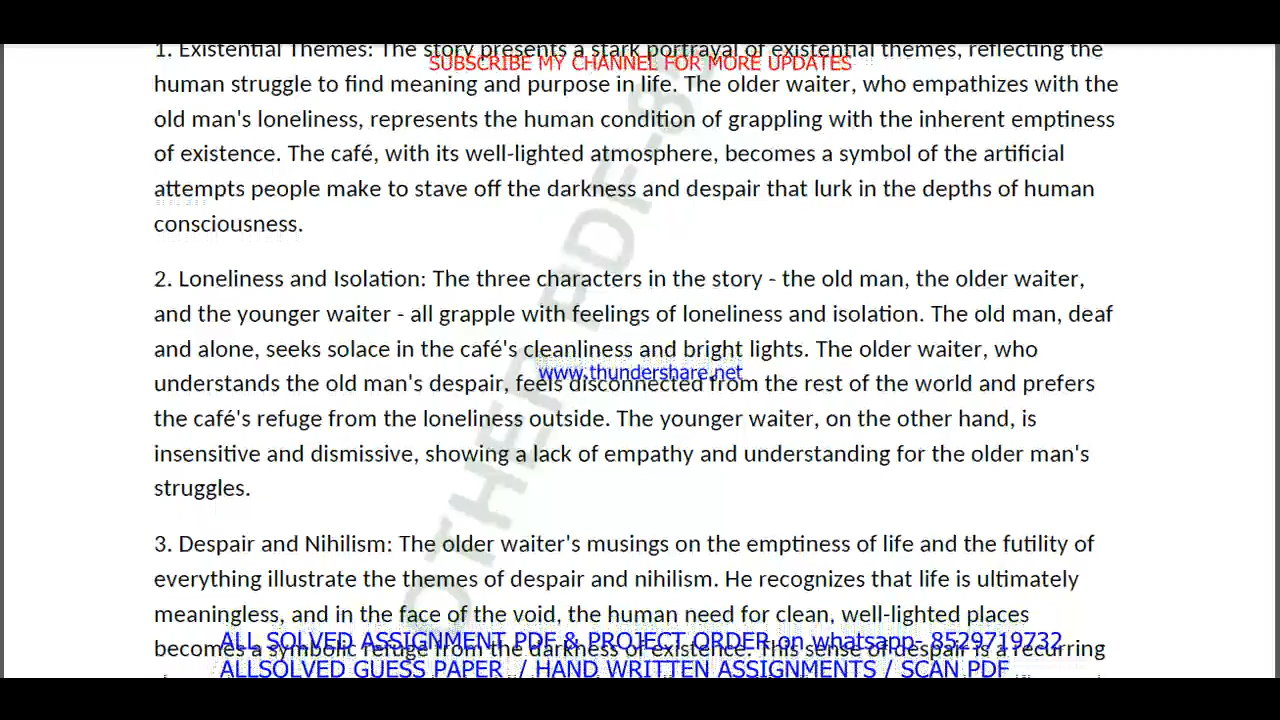 1. Existential Themes: The story presents a stark portrayal of existential themes, reflecting the
SUBSCRIBE MY CHANNEL FOR MORE UPDATES
human struggle to find meaning and purpose in life. The older waiter, who empathizes with the
old man's loneliness, represents the human condition of grappling with the inherent emptiness
of existence. The café, with its well-lighted atmosphere, becomes a symbol of the artificial
attempts people make to stave off the darkness and despair that lurk in the depths of human
consciousness.
2. Loneliness and Isolation: The three characters in the story - the old man, the older waiter,
and the younger waiter - all grapple with feelings of loneliness and isolation. The old man, deaf
and alone, seeks solace in the café's cleanliness and bright lights. The older waiter, who
www.thundershare.net
understands the old man's despair, feels disconnected from the rest of the world and prefers
the café's refuge from the loneliness outside. The younger waiter, on the other hand, is
insensitive and dismissive, showing a lack of empathy and understanding for the older man's
struggles.
3. Despair and Nihilism: The older waiter's musings on the emptiness of life and the futility of
everything illustrate the themes of despair and nihilism. He recognizes that life is ultimately
meaningless, and in the face of the void, the human need for clean, well-lighted places
ALL SOLVED ASSIGNMENT PDF & PROJECT ORDER on whatsapp- 8529719732
becomes a symbolic refuge from the darkness of existence. This sense of despair is a recurring
ALLSOLVED GUESS PAPER / HAND WRITTEN ASSIGNMENTS / SCAN PDF
OTHER PDF-8